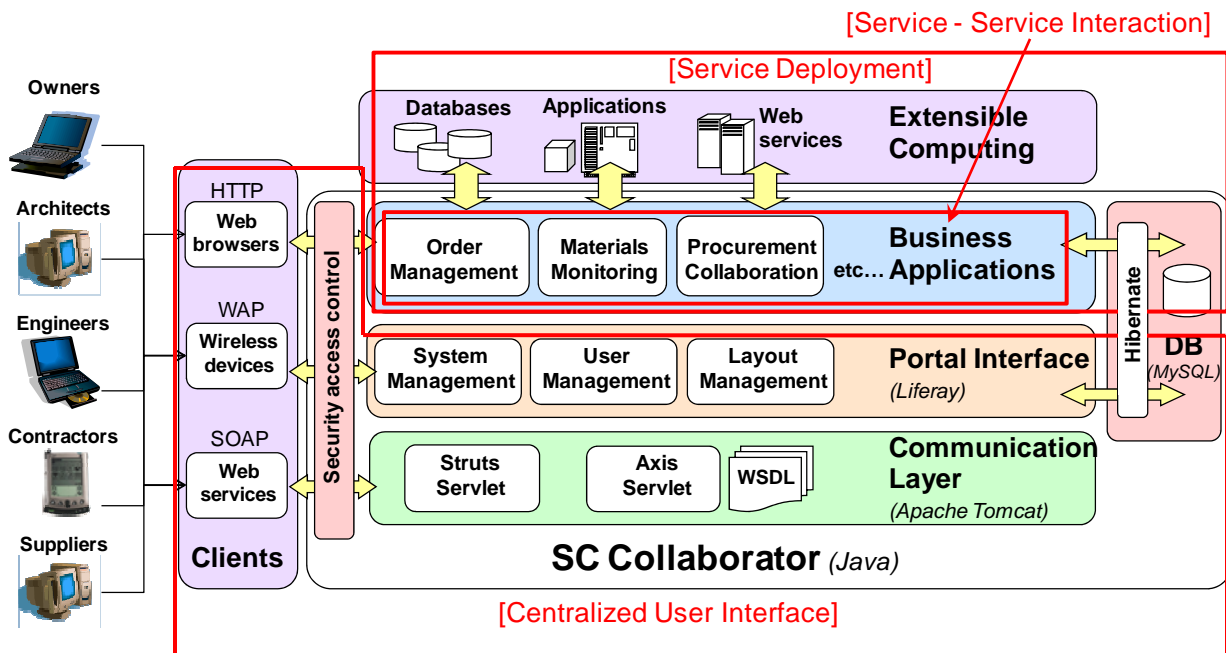 [Service - Service Interaction]
[Service Deployment]
Owners
Architects
Engineers
Contractors
Suppliers
HTTP
Web
browsers
WAP
Wireless
devices
SOAP
Web
services
Clients
Security access control
Databases
Applications
Web
services
Extensible
Computing
Order
Management
Materials
Monitoring
Procurement
Collaboration
etc...
Business
Applications
System
Management
User
Management
Layout
Management
Portal Interface
(Liferay)
Struts
Servlet
Axis
Servlet
WSDL
Communication
Layer
(Apache Tomcat)
Hibernate
DB
(MySQL)
SC Collaborator (Java)
[Centralized User Interface]